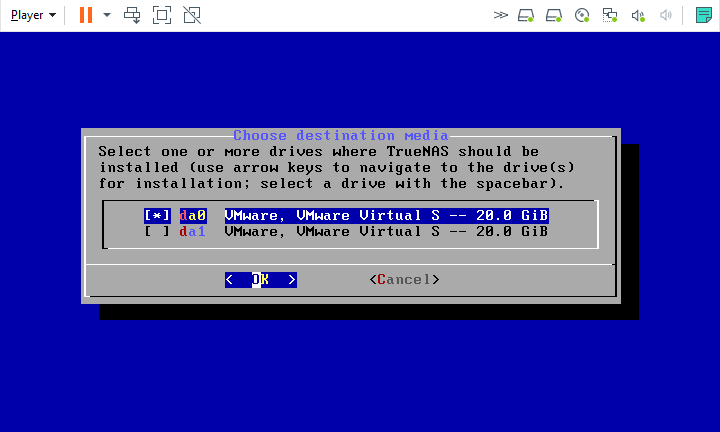 Player
Choose destination media
Select one or more drives where TrueNAS should be
installed (use arrow keys to navigate to the drive(s)
for installation; select a drive with the spacebar).
[*] da0 VMware, VMware Virtual S -- 20.0 GiB
[ ] da1 VMware, VMware Virtual S -- 20.0 GiB
< OK > <Cancel>